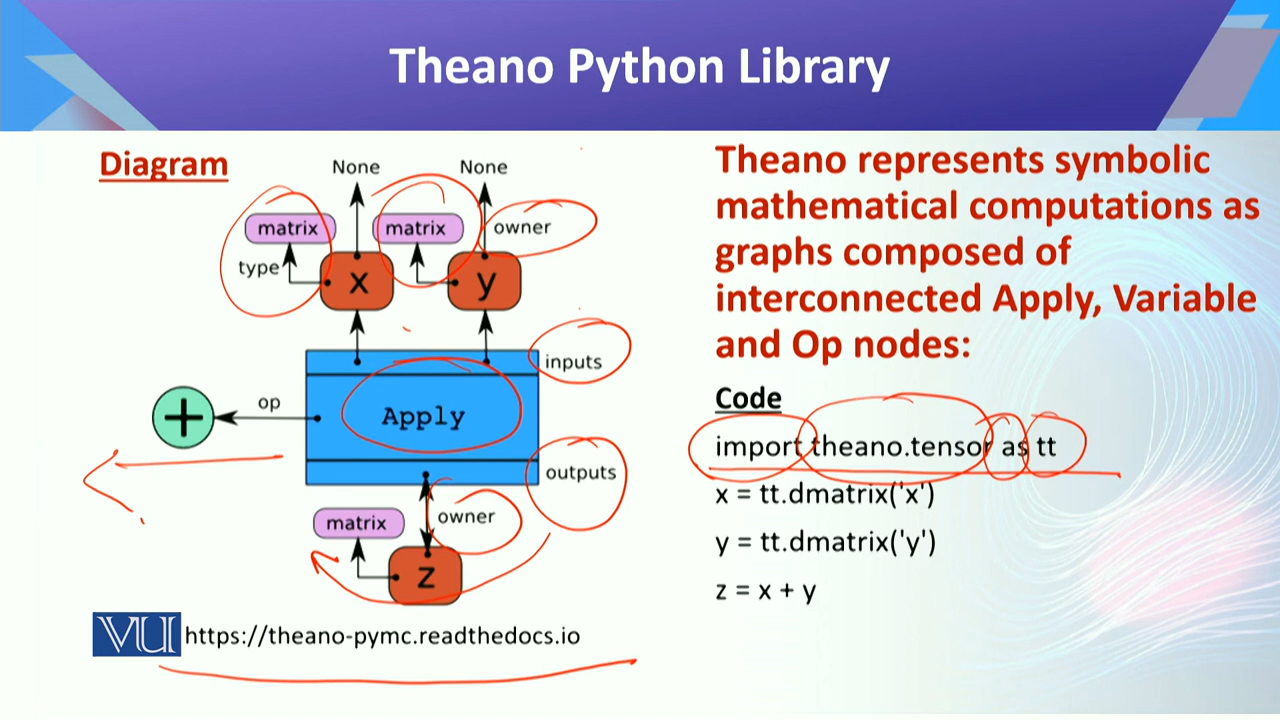 Theano Python Library
Diagram
None
None
matrix
matrix
owner
type
x
y
inputs
op
Apply
outputs
owner
matrix
z
VU https://theano-pymc.readthedocs.io
Theano represents symbolic
mathematical computations as
graphs composed of
interconnected Apply, Variable
and Op nodes:
Code
import theano.tensor as tt
x = tt.dmatrix('x')
y = tt.dmatrix('y')
z = x + y